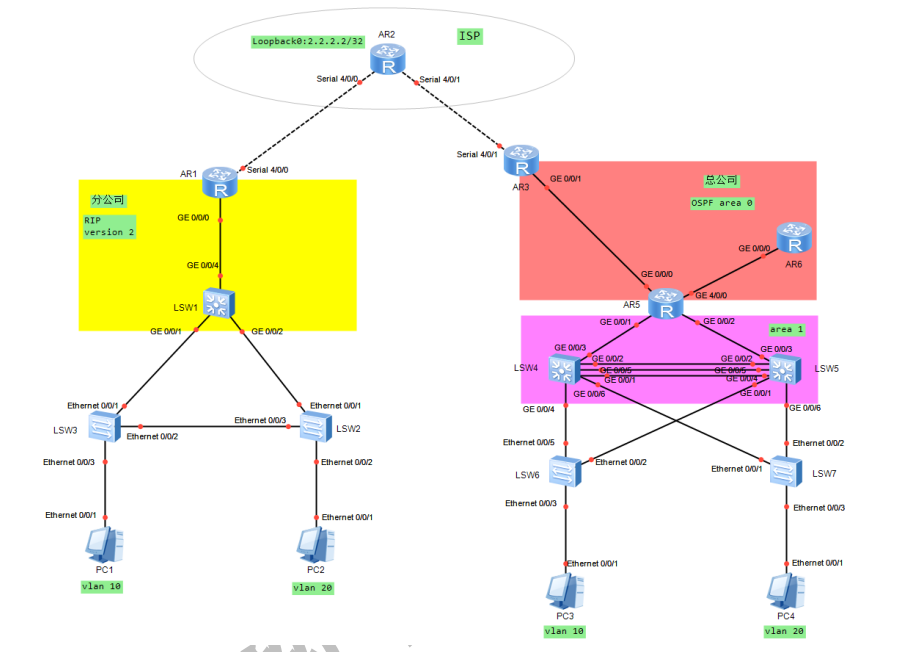 AR2
ISP
Loopback0:2.2.2.2/32
Serial 4/0/0
Serial 4/0/1
Serial 4/0/1
AR3
AR1
Serial 4/0/0
GE 0/0/1
总公司
OSPF area 0
分公司
RIP
version 2
GE 0/0/0
GE 0/0/0
AR6
GE 0/0/4
GE 0/0/0
GE 4/0/0
AR5
LSW1
GE 0/0/1
GE 0/0/2
GE 0/0/1
GE 0/0/2
area 1
GE 0/0/3
GE 0/0/3
GE 0/0/2
GE 0/0/2
LSW4
GE 0/0/5
GE 0/0/5
LSW5
GE 0/0/1
GE 0/0/4
GE 0/0/6
GE 0/0/1
GE 0/0/4
GE 0/0/6
Ethernet 0/0/1
Ethernet 0/0/1
Ethernet 0/0/3
LSW3
Ethernet 0/0/2
LSW2
Ethernet 0/0/5
Ethernet 0/0/2
Ethernet 0/0/3
Ethernet 0/0/2
Ethernet 0/0/2
Ethernet 0/0/1
LSW6
LSW7
Ethernet 0/0/3
Ethernet 0/0/3
Ethernet 0/0/1
Ethernet 0/0/1
Ethernet 0/0/1
Ethernet 0/0/1
PC1
PC2
vlan 10
vlan 20
PC3
PC4
vlan 10
vlan 20